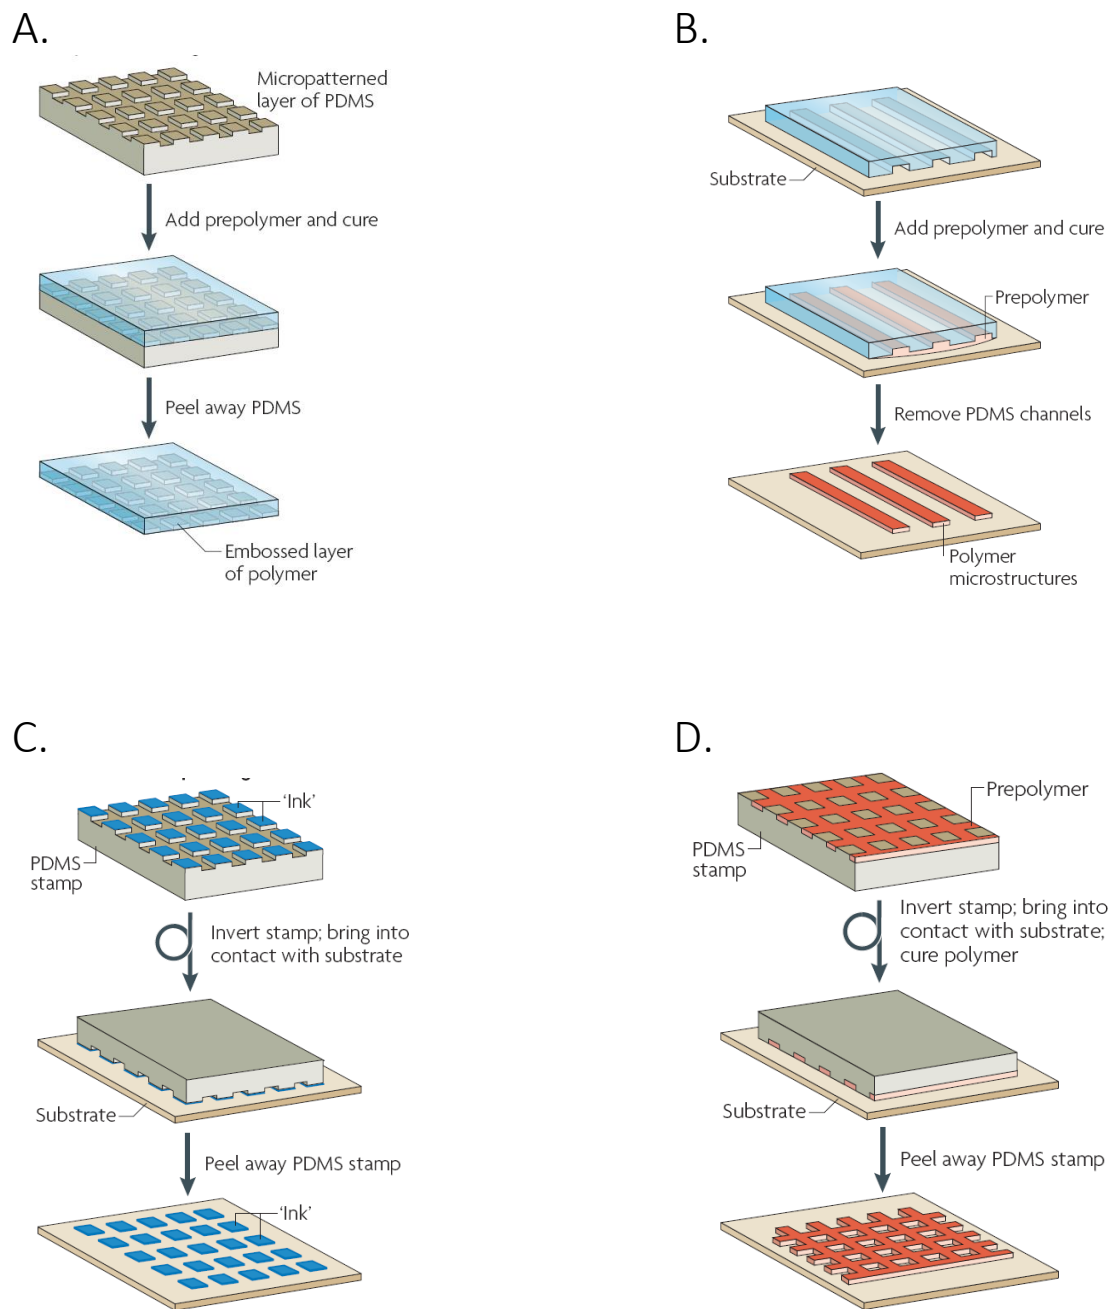 A.
Micropatterned
layer of PDMS
Add prepolymer and cure
Peel away PDMS
Embossed layer
of polymer
B.
Substrate
Add prepolymer and cure
Prepolymer
Remove PDMS channels
Polymer
microstructures
C.
'Ink'
PDMS
stamp
Invert stamp; bring into
contact with substrate
Substrate
Peel away PDMS stamp
'Ink'
D.
Prepolymer
PDMS
stamp
Invert stamp; bring into
contact with substrate;
cure polymer
Substrate
Peel away PDMS stamp